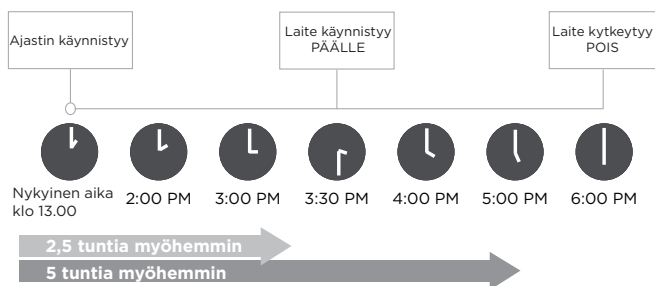 Ajastin käynnistyy
Laite käynnistyy
PÄÄLLE
Laite kytkeytyy
POIS
Nykyinen aika
klo 13.00
2:00 PM
3:00 PM
3:30 PM
4:00 PM
5:00 PM
6:00 PM
2,5 tuntia myöhemmin
5 tuntia myöhemmin